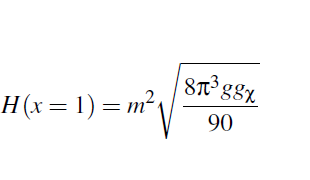 H(x = 1) = m²√(8π³gg_χ/90)